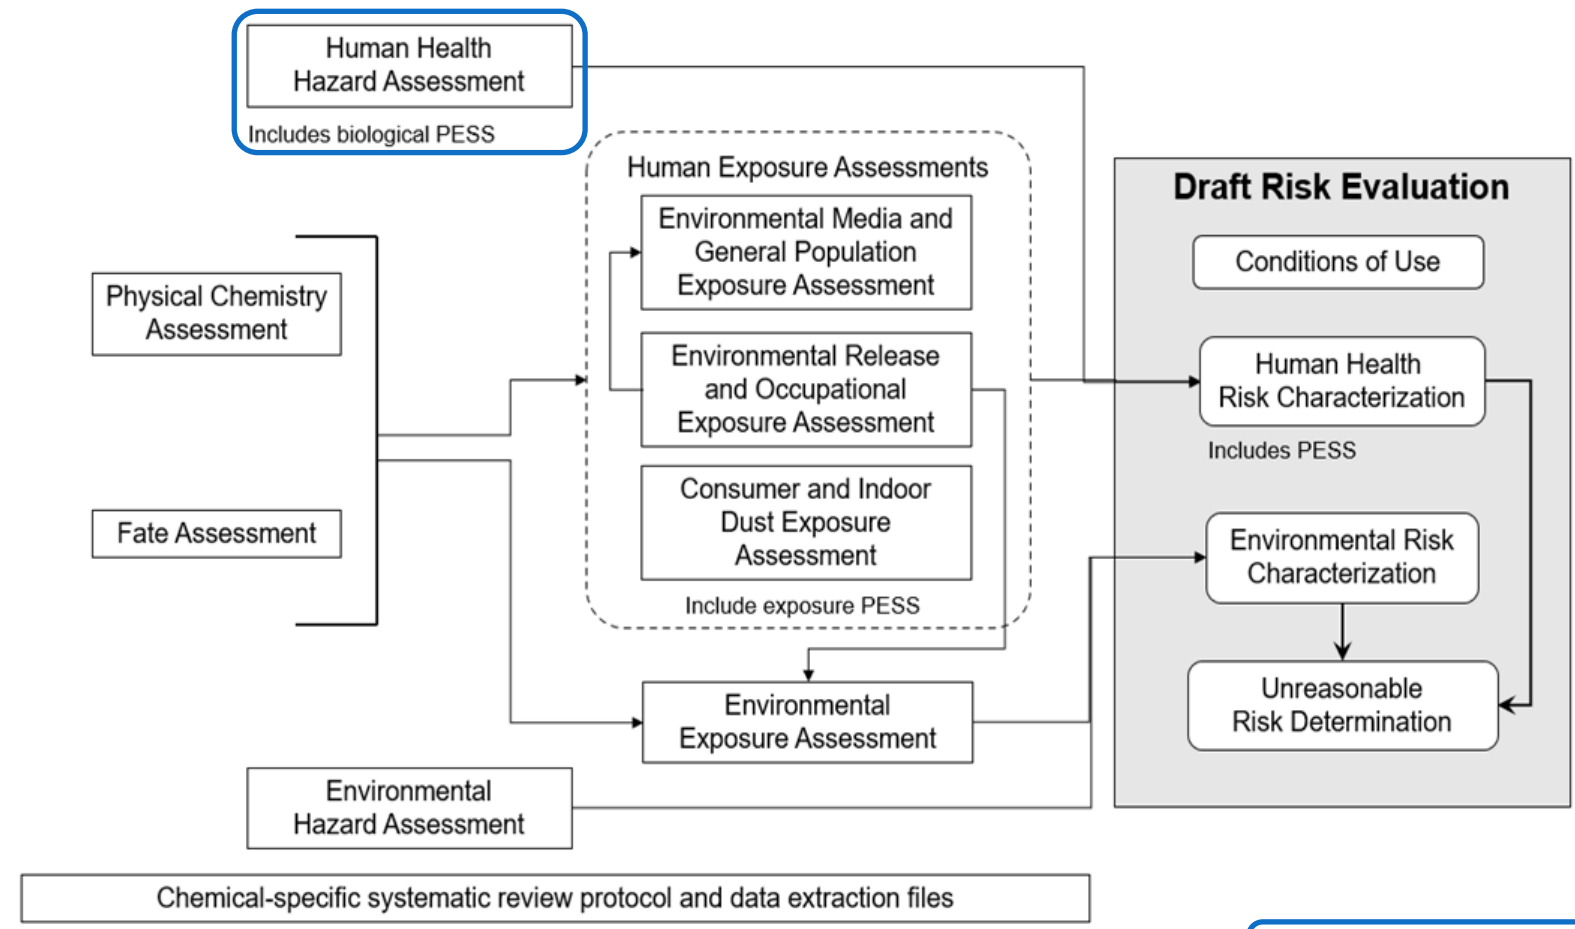 Human Health
Hazard Assessment
Includes biological PESS
Human Exposure Assessments
Environmental Media and
General Population
Exposure Assessment
Environmental Release
and Occupational
Exposure Assessment
Consumer and Indoor
Dust Exposure
Assessment
Include exposure PESS
Physical Chemistry
Assessment
Fate Assessment
Environmental
Exposure Assessment
Environmental
Hazard Assessment
Draft Risk Evaluation
Conditions of Use
Human Health
Risk Characterization
Includes PESS
Environmental Risk
Characterization
Unreasonable
Risk Determination
Chemical-specific systematic review protocol and data extraction files